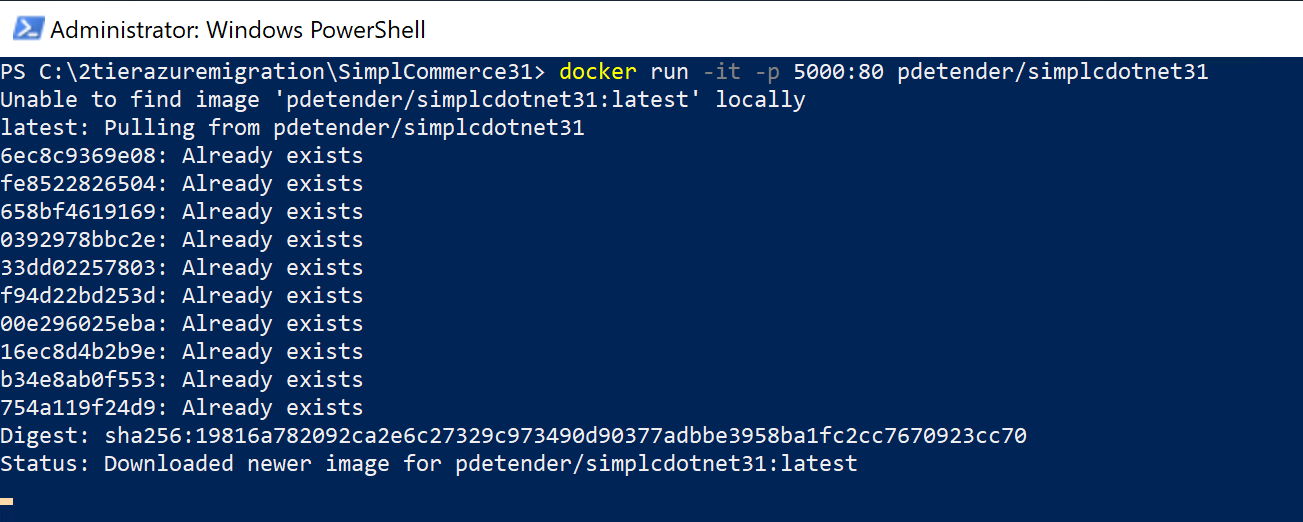 Administrator: Windows PowerShell
PS C:\2tierazuremigration\SimplCommerce31> docker run -it -p 5000:80 pdetender/simplcdotnet31
Unable to find image 'pdetender/simplcdotnet31:latest' locally
latest: Pulling from pdetender/simplcdotnet31
6ec8c9369e08: Already exists
fe8522826504: Already exists
658bf4619169: Already exists
0392978bbc2e: Already exists
33dd02257803: Already exists
f94d22bd253d: Already exists
00e296025eba: Already exists
16ec8d4b2b9e: Already exists
b34e8ab0f553: Already exists
754a119f24d9: Already exists
Digest: sha256:19816a782092ca2e6c27329c973490d90377adbbe3958ba1fc2cc7670923cc70
Status: Downloaded newer image for pdetender/simplcdotnet31:latest